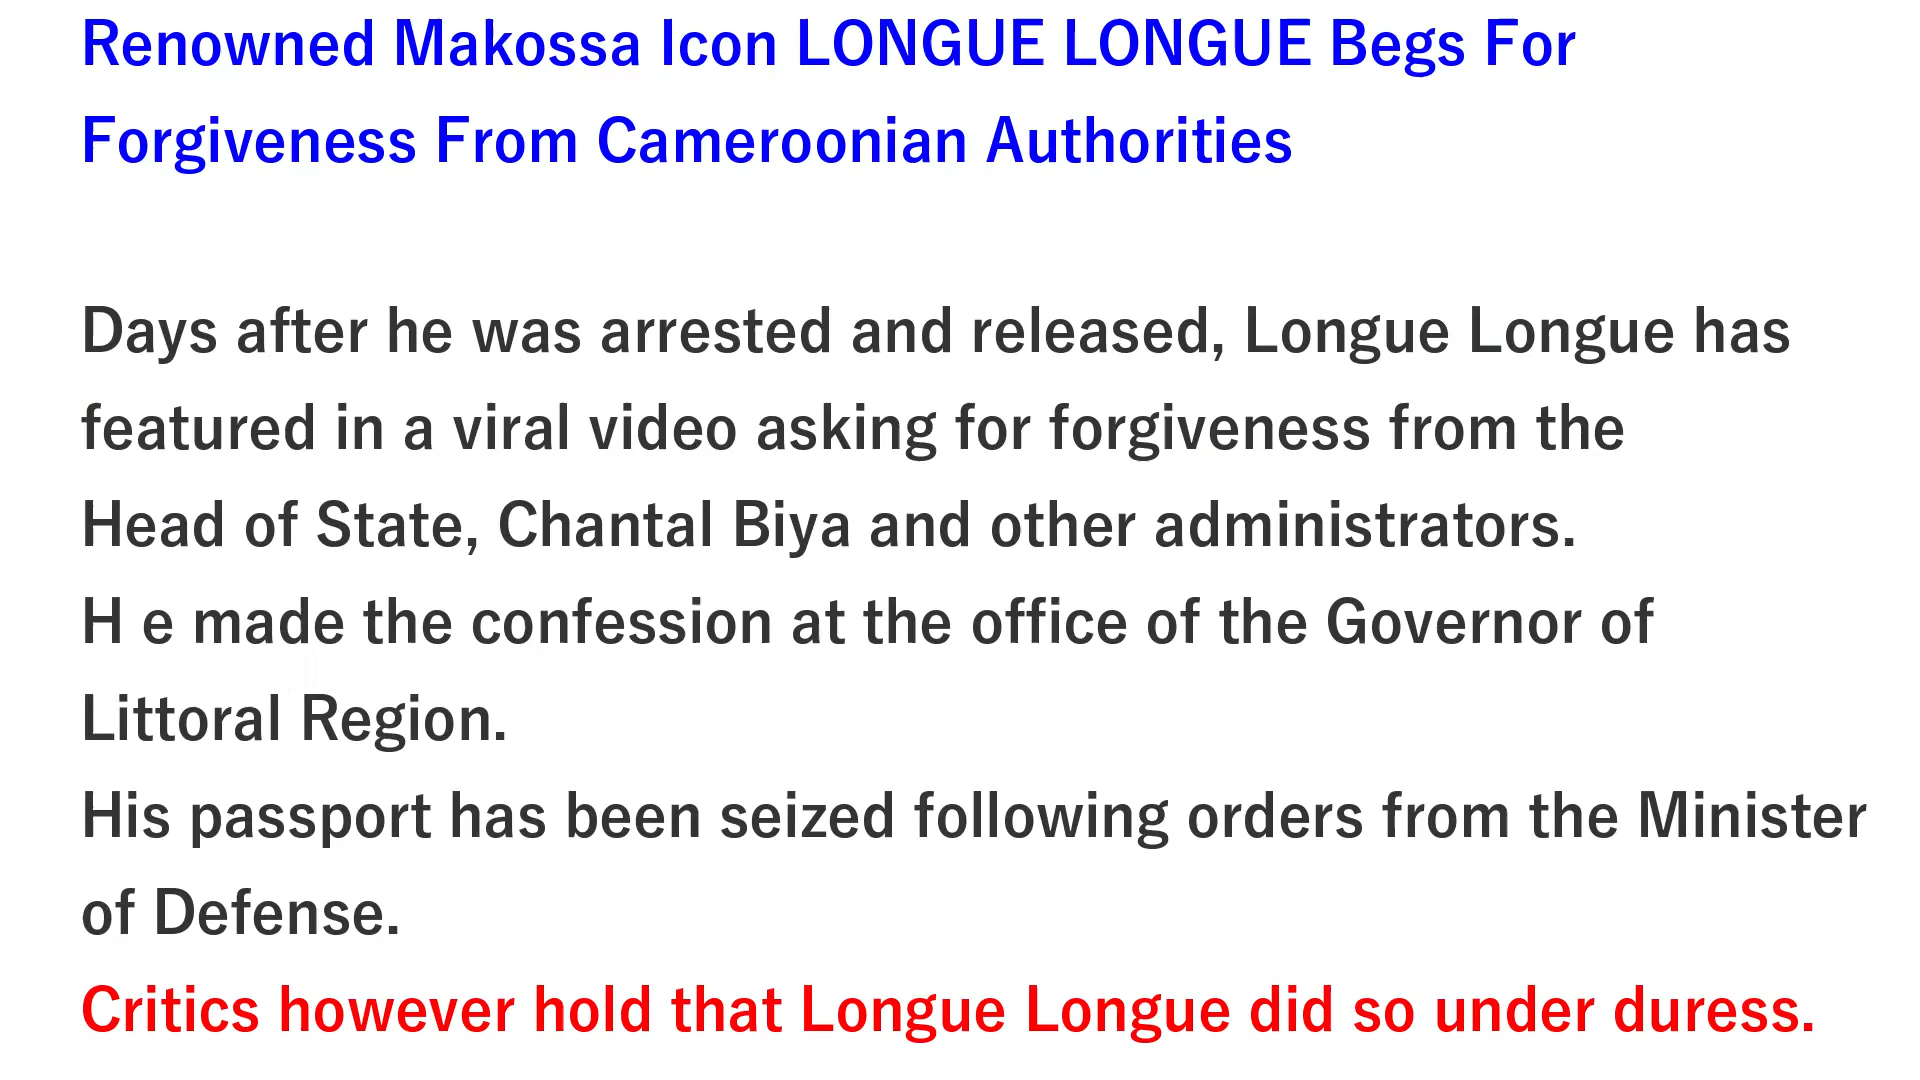 Renowned Makossa Icon LONGUE LONGUE Begs For
Forgiveness From Cameroonian Authorities
Days after he was arrested and released, Longue Longue has
featured in a viral video asking for forgiveness from the
Head of State, Chantal Biya and other administrators.
H e made the confession at the office of the Governor of
Littoral Region.
His passport has been seized following orders from the Minister
of Defense.
Critics however hold that Longue Longue did so under duress.